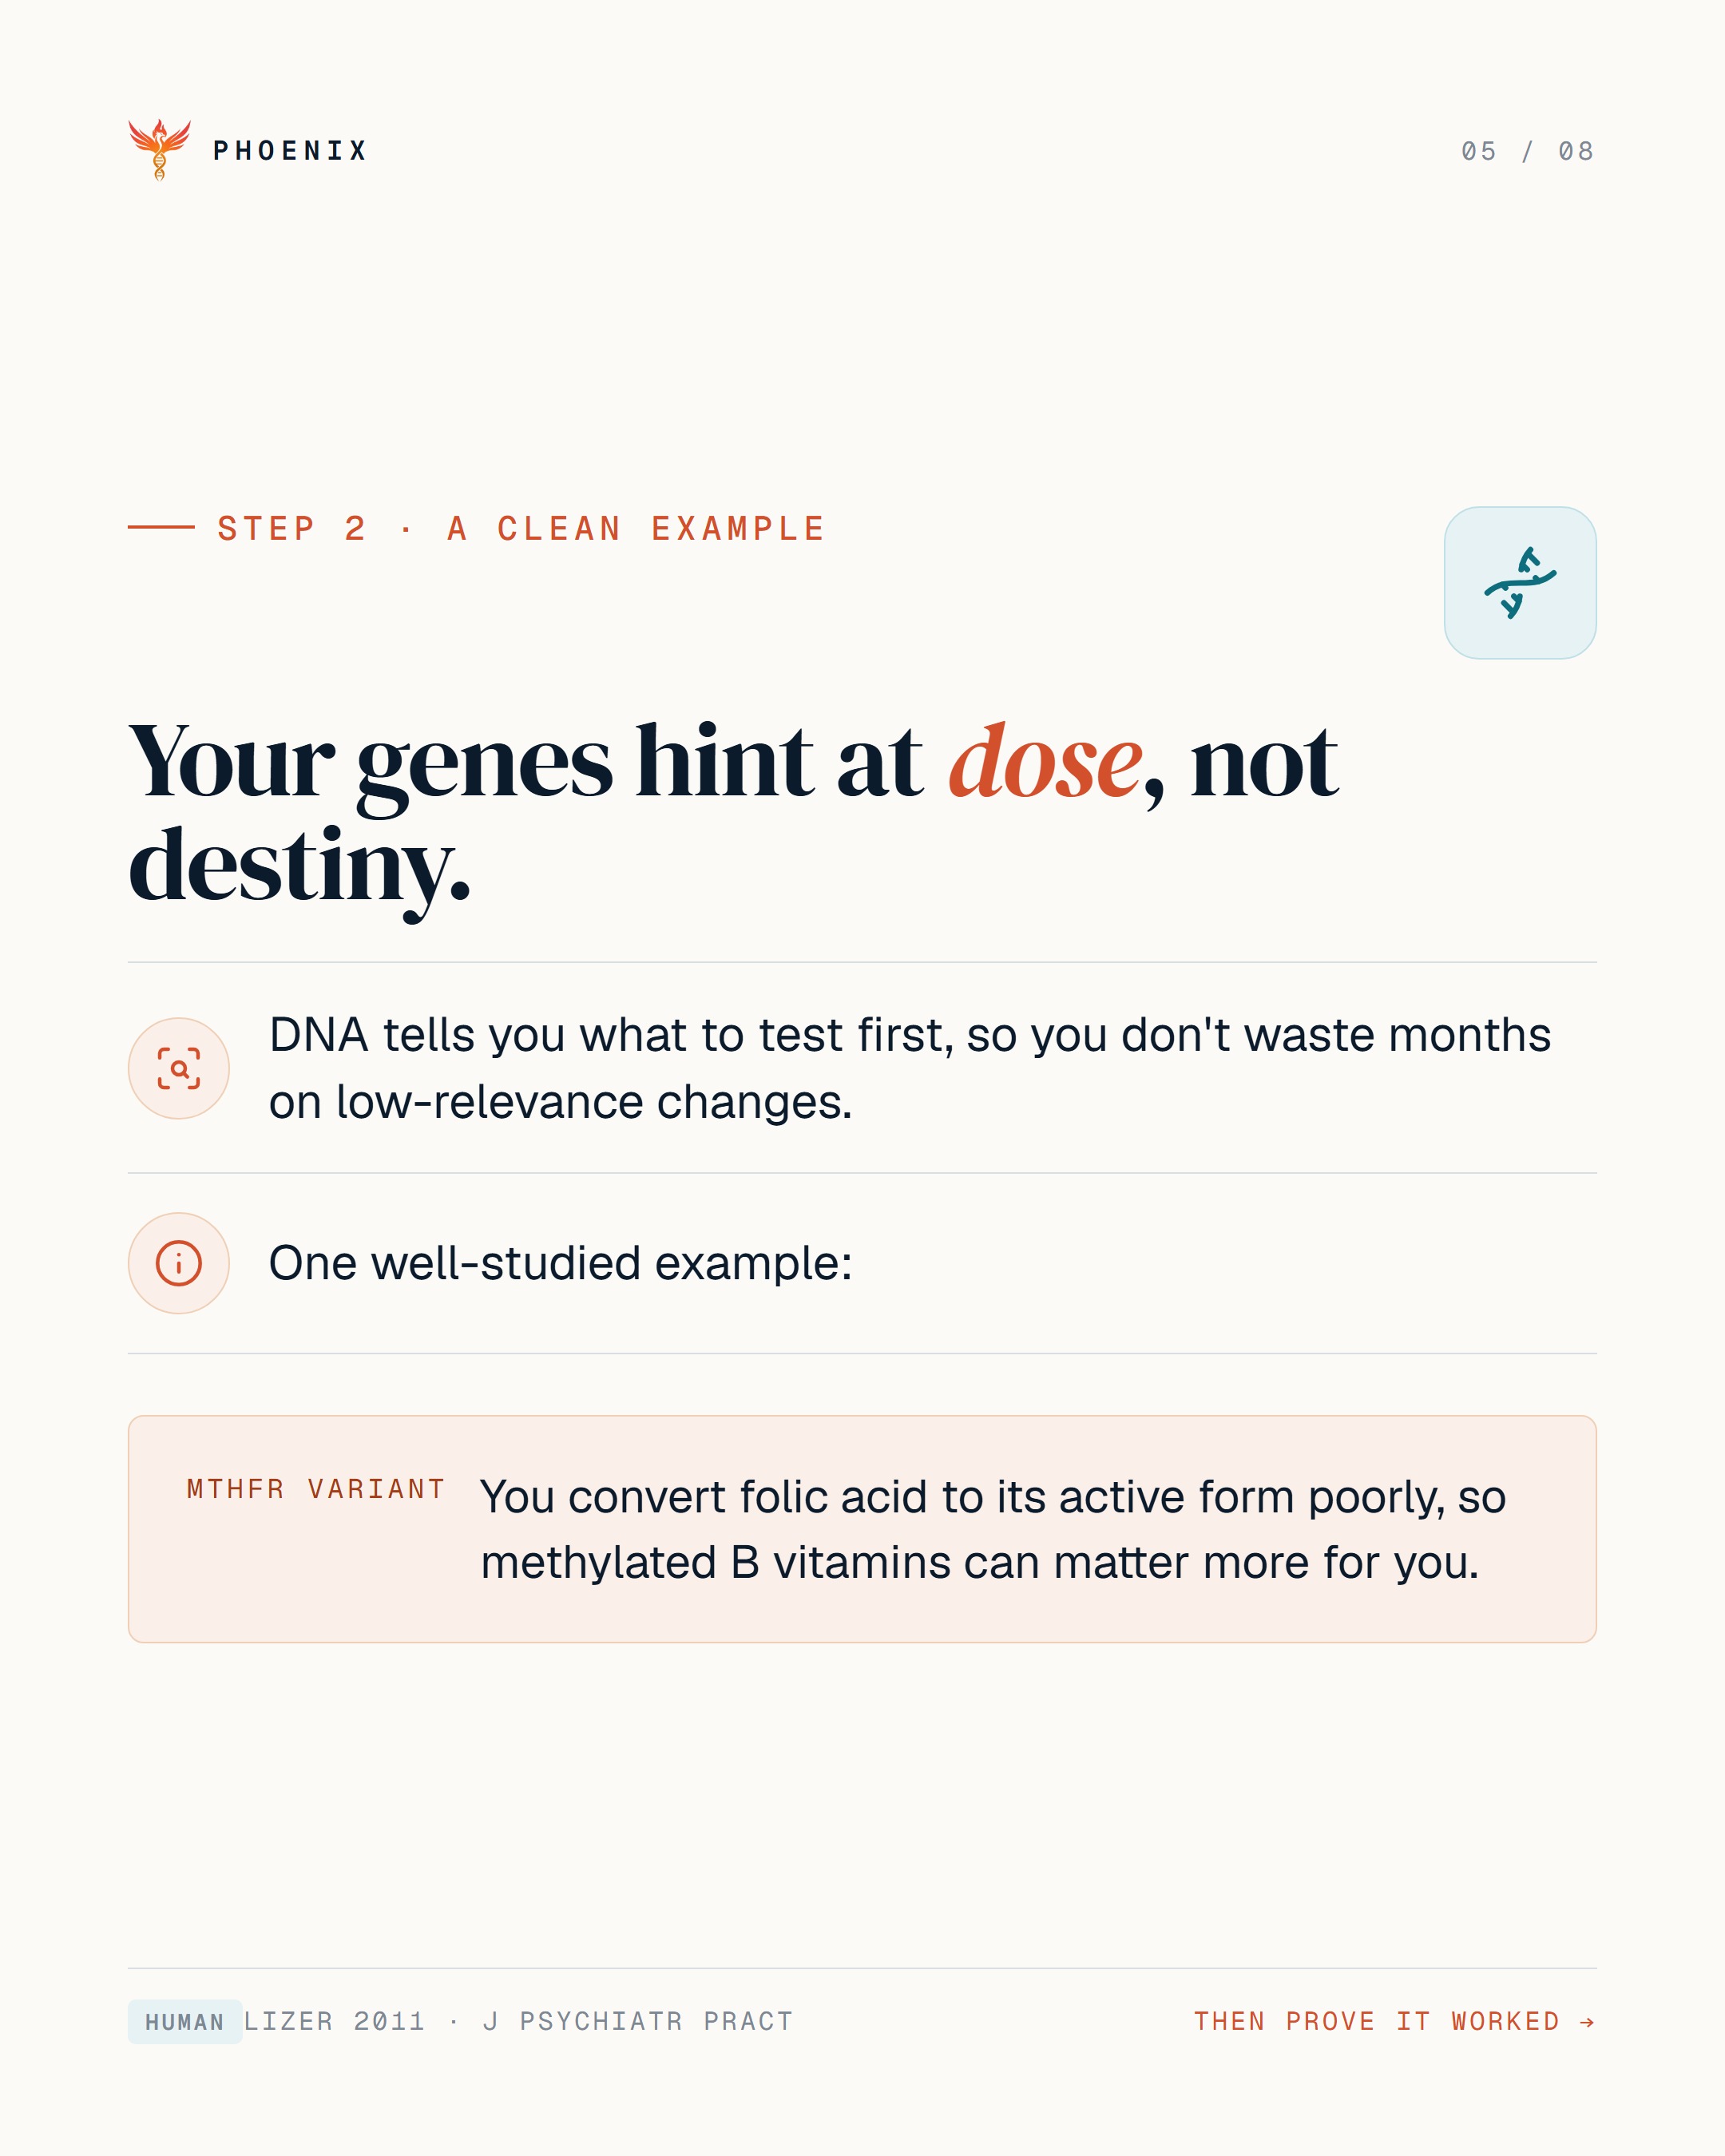 PHOENIX
05 / 08
STEP 2 · A CLEAN EXAMPLE
Your genes hint at dose, not
destiny.
DNA tells you what to test first, so you don't waste months
on low-relevance changes.
One well-studied example:
MTHFR VARIANT
You convert folic acid to its active form poorly, so
methylated B vitamins can matter more for you.
HUMAN LIZER 2011 · J PSYCHIATR PRACT
THEN PROVE IT WORKED →